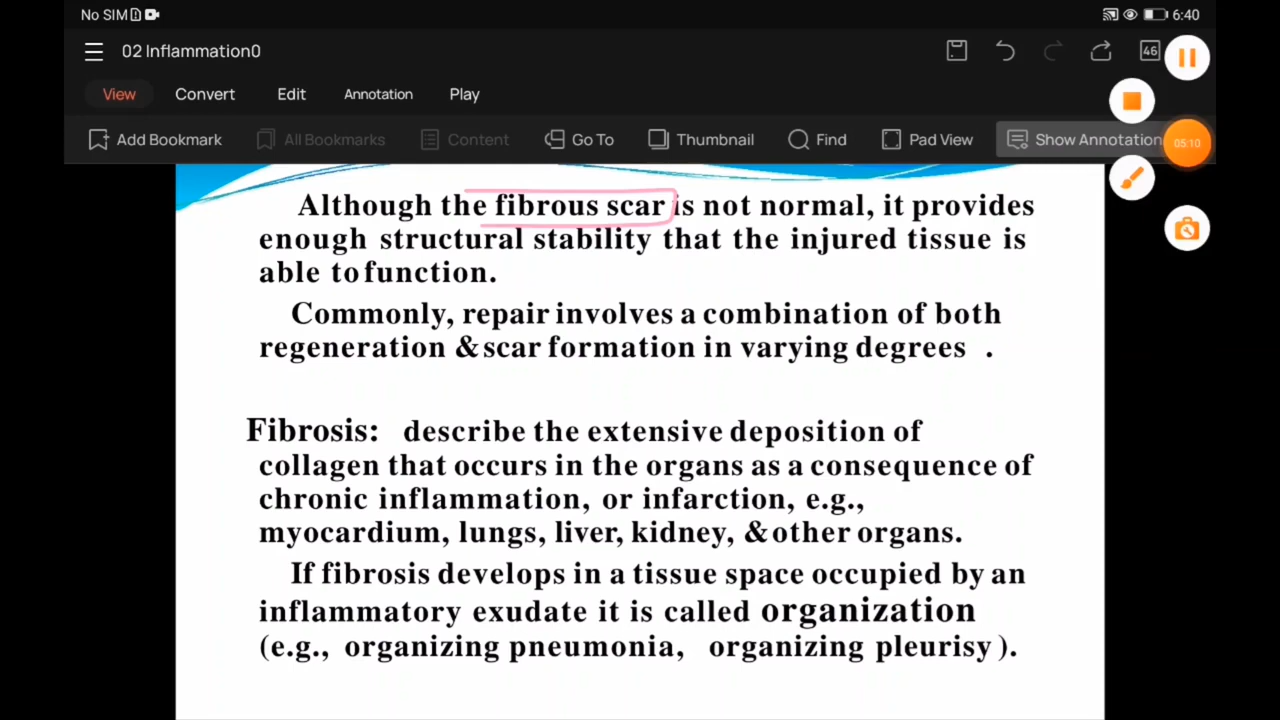 No SIM 6:40
02 Inflammation0 46
View Convert Edit Annotation Play
Add Bookmark All Bookmarks Content Go To Thumbnail Find Pad View Show Annotation 05:10
Although the fibrous scar is not normal, it provides
enough structural stability that the injured tissue is
able to function.
Commonly, repair involves a combination of both
regeneration & scar formation in varying degrees .
Fibrosis: describe the extensive deposition of
collagen that occurs in the organs as a consequence of
chronic inflammation, or infarction, e.g.,
myocardium, lungs, liver, kidney, & other organs.
If fibrosis develops in a tissue space occupied by an
inflammatory exudate it is called organization
(e.g., organizing pneumonia, organizing pleurisy ).